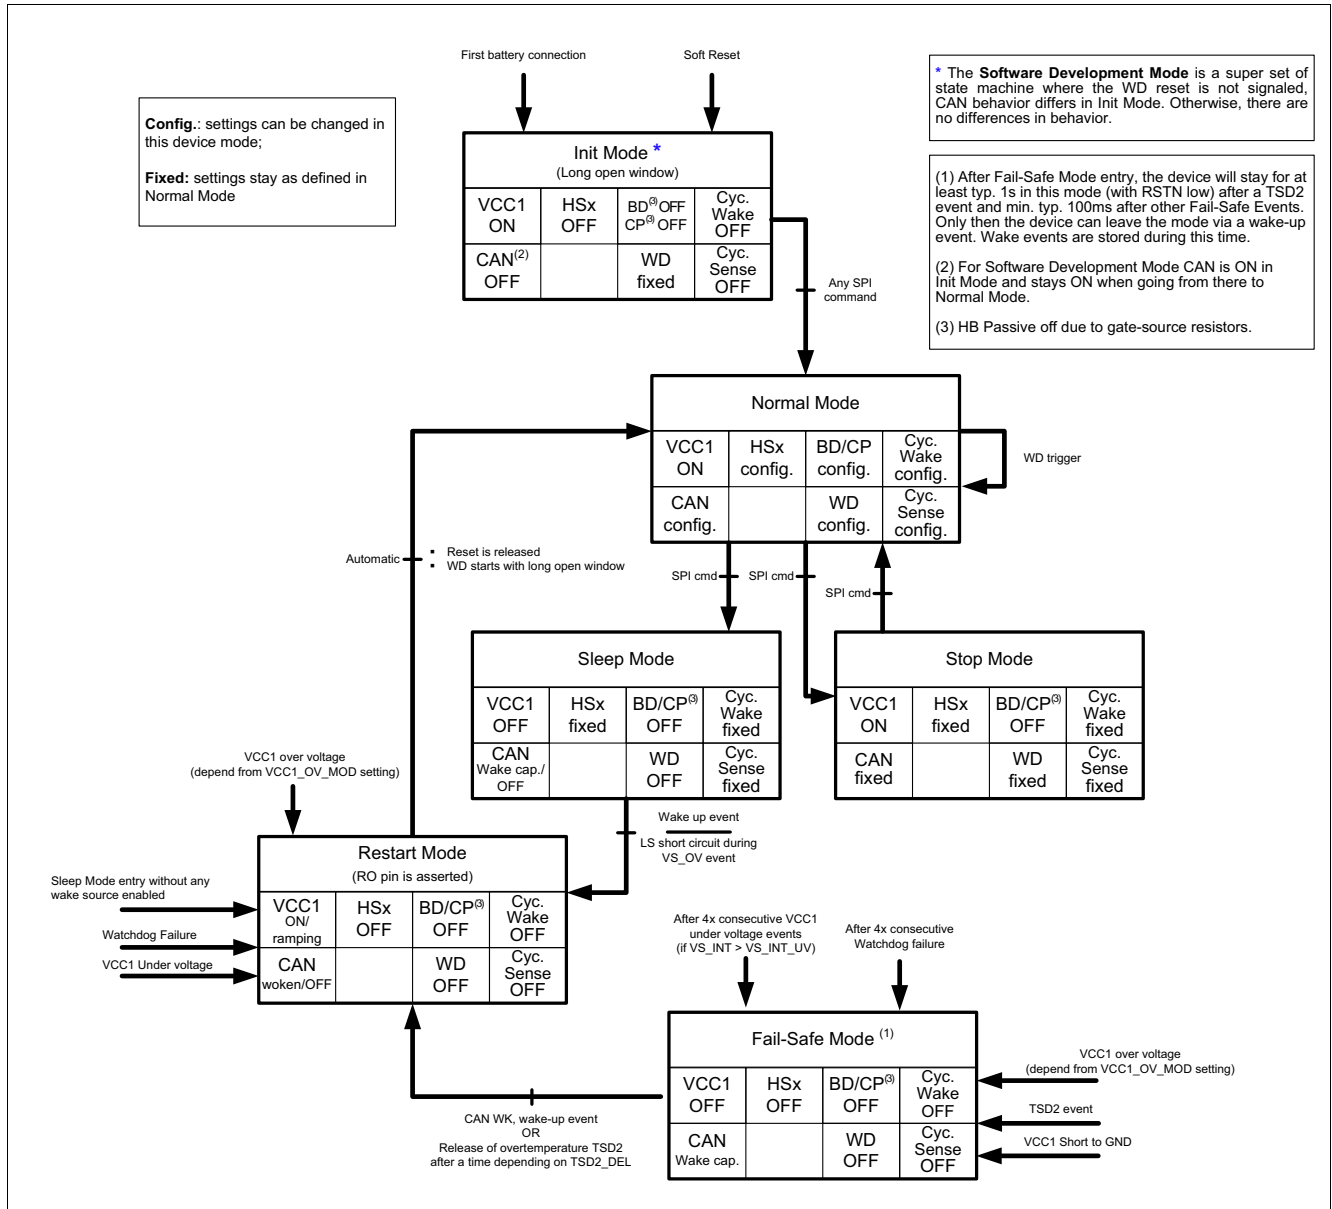 First battery connection
Soft Reset
Config.: settings can be changed in
this device mode;
Fixed: settings stay as defined in
Normal Mode
* The Software Development Mode is a super set of
state machine where the WD reset is not signaled,
CAN behavior differs in Init Mode. Otherwise, there are
no differences in behavior.
(1) After Fail-Safe Mode entry, the device will stay for at
least typ. 1s in this mode (with RSTN low) after a TSD2
event and min. typ. 100ms after other Fail-Safe Events.
Only then the device can leave the mode via a wake-up
event. Wake events are stored during this time.
(2) For Software Development Mode CAN is ON in
Init Mode and stays ON when going from there to
Normal Mode.
(3) HB Passive off due to gate-source resistors.
Init Mode *
(Long open window)
VCC1
ON
HSx
OFF
BD(3) OFF
CP(3) OFF
Cyc.
Wake
OFF
CAN(2)
OFF
WD
fixed
Cyc.
Sense
OFF
Any SPI
command
Normal Mode
VCC1
ON
HSx
config.
BD/CP
config.
Cyc.
Wake
config.
CAN
config.
WD
config.
Cyc.
Sense
config.
WD trigger
Automatic
▪ Reset is released
▪ WD starts with long open window
SPI cmd
SPI cmd
SPI cmd
Sleep Mode
VCC1
OFF
HSx
fixed
BD/CP(3)
OFF
Cyc.
Wake
fixed
CAN
Wake cap./
OFF
WD
OFF
Cyc.
Sense
fixed
Stop Mode
VCC1
ON
HSx
fixed
BD/CP(3)
OFF
Cyc.
Wake
fixed
CAN
fixed
WD
fixed
Cyc.
Sense
fixed
VCC1 over voltage
(depend from VCC1_OV_MOD setting)
Wake up event
LS short circuit during
VS_OV event
Restart Mode
(RO pin is asserted)
VCC1
ON/
ramping
HSx
OFF
BD/CP(3)
OFF
Cyc.
Wake
OFF
CAN
woken/OFF
WD
OFF
Cyc.
Sense
OFF
Sleep Mode entry without any
wake source enabled
Watchdog Failure
VCC1 Under voltage
After 4x consecutive VCC1
under voltage events
(if VS_INT > VS_INT_UV)
After 4x consecutive
Watchdog failure
Fail-Safe Mode (1)
VCC1
OFF
HSx
OFF
BD/CP(3)
OFF
Cyc.
Wake
OFF
CAN
Wake cap.
WD
OFF
Cyc.
Sense
OFF
VCC1 over voltage
(depend from VCC1_OV_MOD setting)
TSD2 event
VCC1 Short to GND
CAN WK, wake-up event
OR
Release of overtemperature TSD2
after a time depending on TSD2_DEL